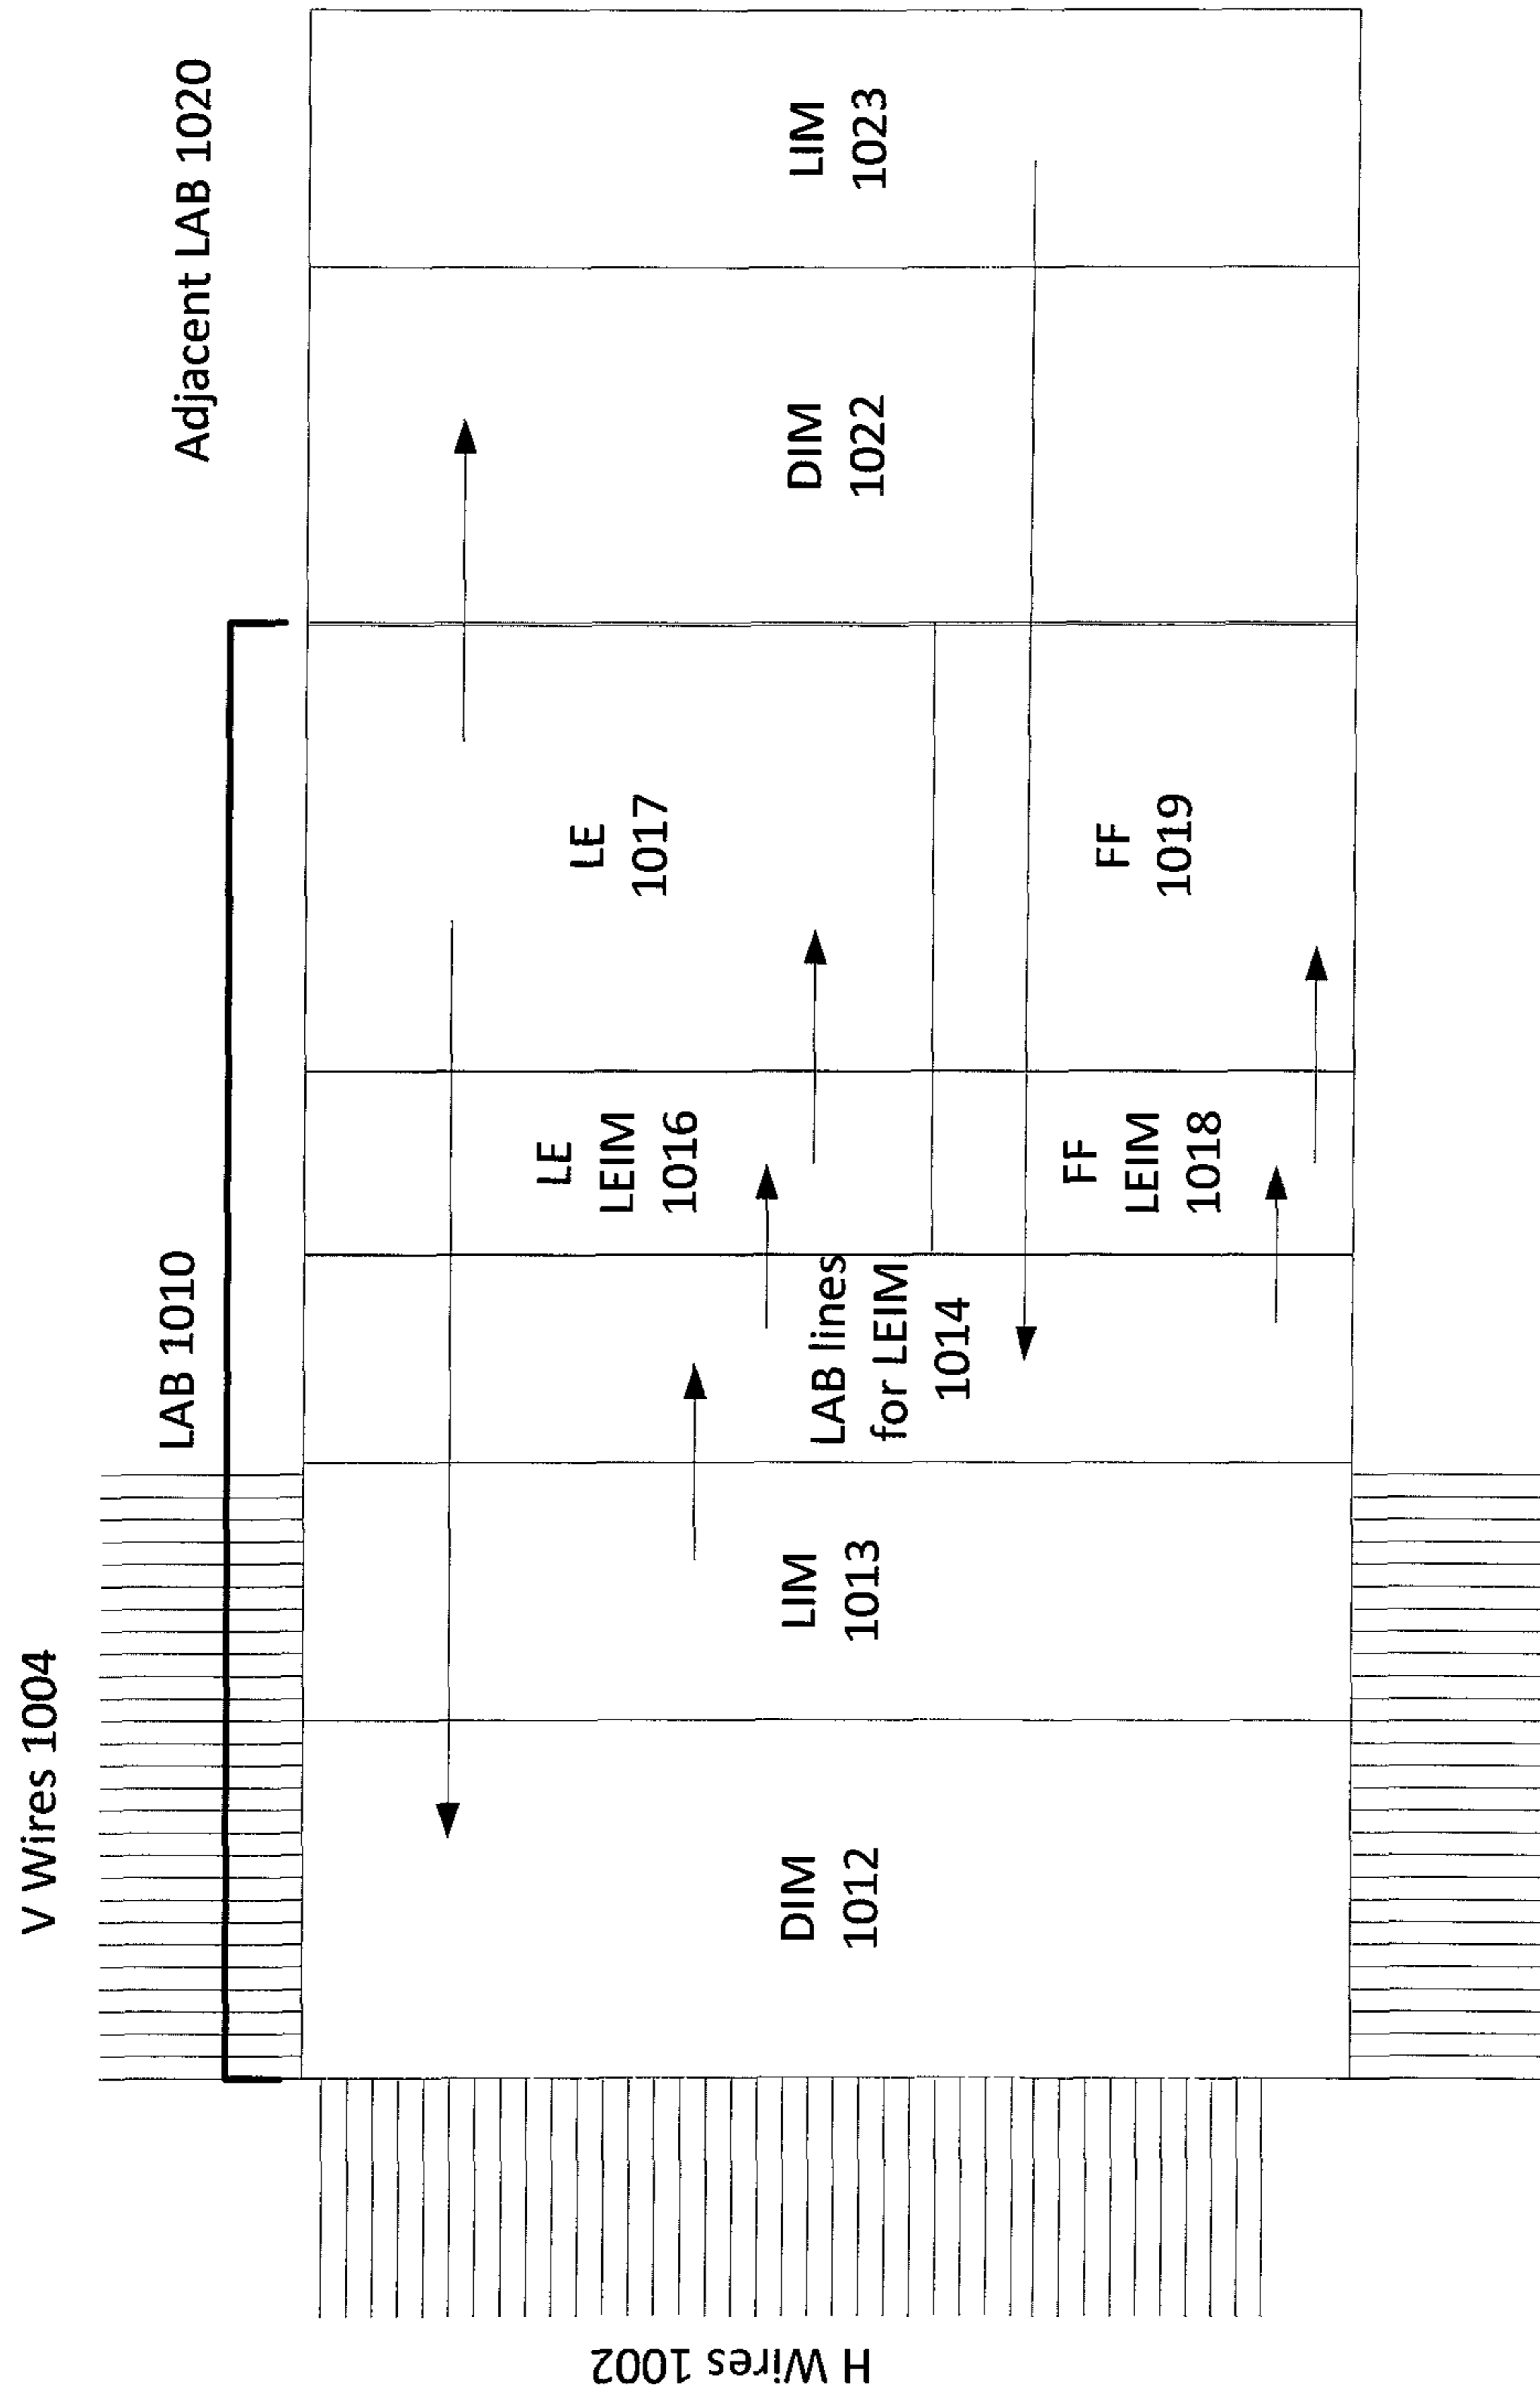 V Wires 1004
LAB 1010
Adjacent LAB 1020
H Wires 1002
DIM
1012
LIM
1013
LAB lines
for LEIM
1014
LE
LEIM
1016
LE
1017
FF
LEIM
1018
FF
1019
DIM
1022
LIM
1023